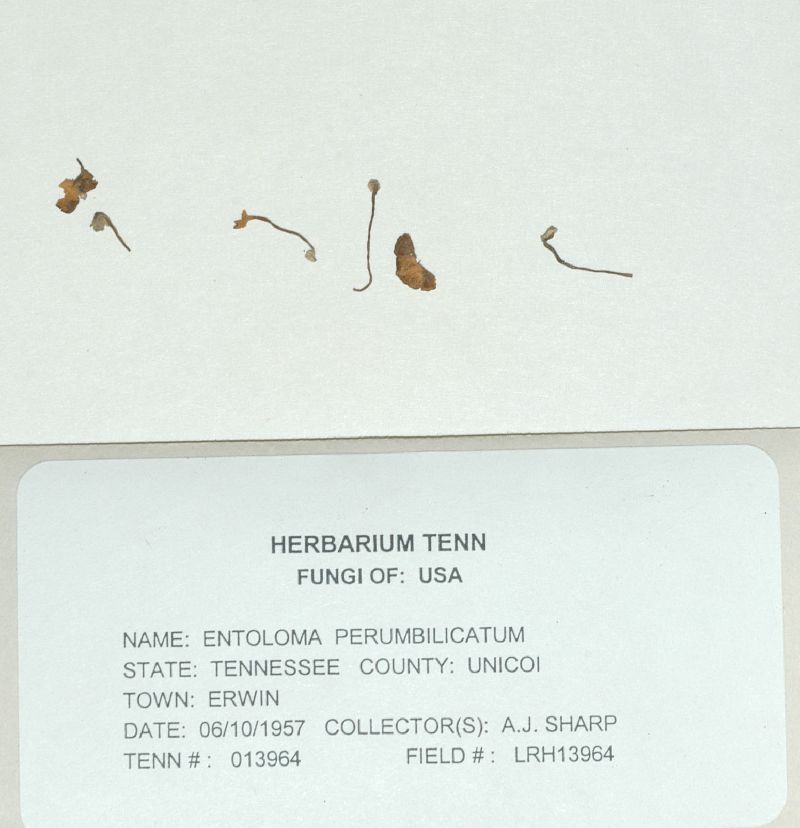 HERBARIUM TENN
FUNGI OF: USA
NAME: ENTOLOMA PERUMBILICATUM
STATE: TENNESSEE COUNTY: UNICOI
TOWN: ERWIN
DATE: 06/10/1957 COLLECTOR(S): A.J. SHARP
TENN # : 013964 FIELD # : LRH13964